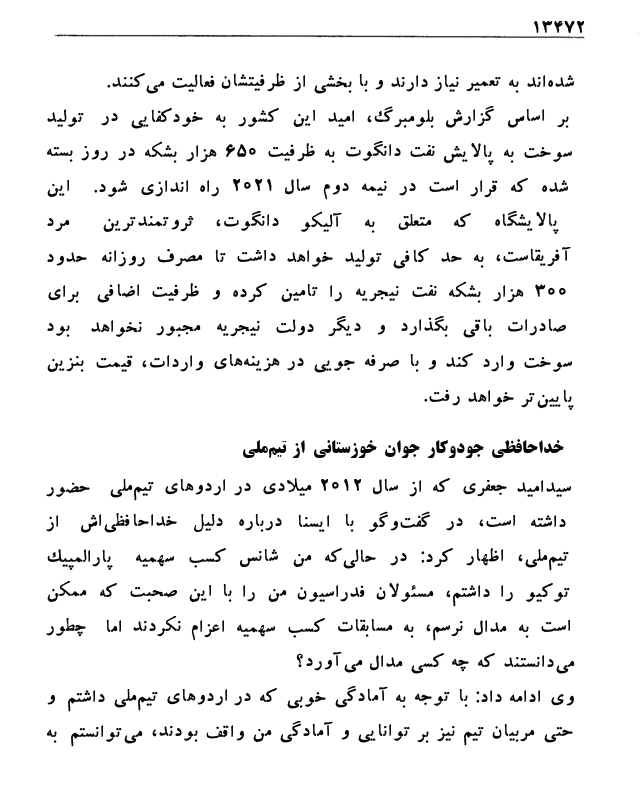 ۱۳۴۷۲
شده‌اند به تعمیر نیاز دارند و با بخشی از ظرفیتشان فعالیت می‌کنند.
بر اساس گزارش بلومبرگ، امید این کشور به خودکفایی در تولید
سوخت به پالایش نفت دانگوت به ظرفیت ۶۵۰ هزار بشکه در روز بسته
شده که قرار است در نیمه دوم سال ۲۰۲۱ راه اندازی شود. این
پالایشگاه که متعلق به آلیکو دانگوت، ثروتمندترین مرد
آفریقاست، به حد کافی تولید خواهد داشت تا مصرف روزانه حدود
۳۰۰ هزار بشکه نفت نیجریه را تامین کرده و ظرفیت اضافی برای
صادرات باقی بگذارد و دیگر دولت نیجریه مجبور نخواهد بود
سوخت وارد کند و با صرفه جویی در هزینه‌های واردات، قیمت بنزین
پایین‌تر خواهد رفت.
خداحافظی جودوکار جوان خوزستانی از تیم‌ملی
سیدامید جعفری که از سال ۲۰۱۲ میلادی در اردوهای تیم‌ملی حضور
داشته است، در گفت‌وگو با ایسنا درباره دلیل خداحافظی‌اش از
تیم‌ملی، اظهار کرد: در حالی‌که من شانس کسب سهمیه پارالمپیک
توکیو را داشتم، مسئولان فدراسیون من را با این صحبت که ممکن
است به مدال نرسم، به مسابقات کسب سهمیه اعزام نکردند اما چطور
می‌دانستند که چه کسی مدال می‌آورد؟
وی ادامه داد: با توجه به آمادگی خوبی که در اردوهای تیم‌ملی داشتم و
حتی مربیان تیم نیز بر توانایی و آمادگی من واقف بودند، می‌توانستم به